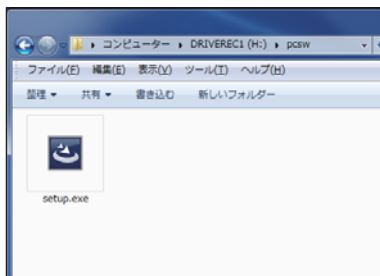 コンピューター ▸ DRIVEREC1 (H:) ▸ pcsw
ファイル(F) 編集(E) 表示(V) ツール(T) ヘルプ(H)
整理 ▼ 共有 ▼ 書き込む 新しいフォルダー
setup.exe